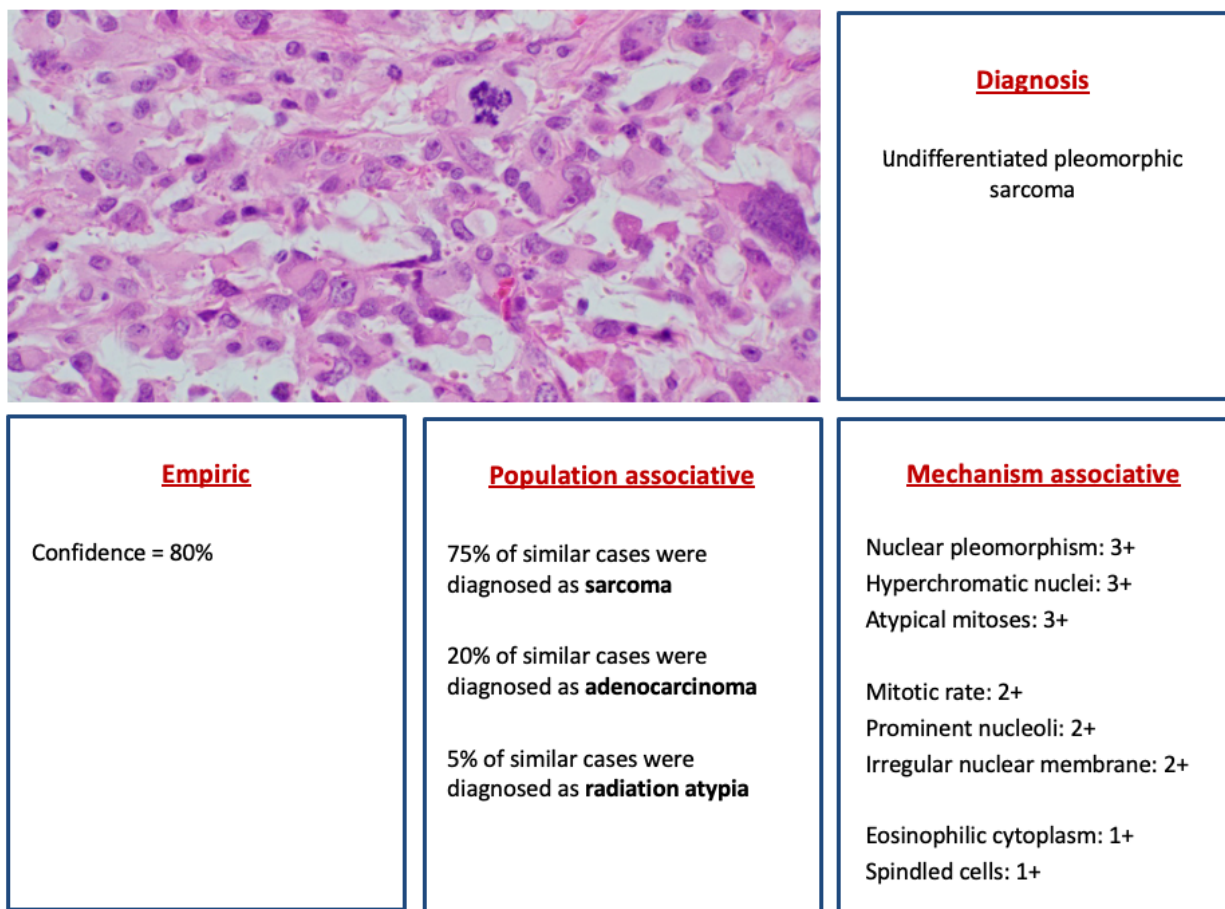 Diagnosis
Undifferentiated pleomorphic
sarcoma
Empiric
Confidence = 80%
Population associative
75% of similar cases were
diagnosed as sarcoma
20% of similar cases were
diagnosed as adenocarcinoma
5% of similar cases were
diagnosed as radiation atypia
Mechanism associative
Nuclear pleomorphism: 3+
Hyperchromatic nuclei: 3+
Atypical mitoses: 3+
Mitotic rate: 2+
Prominent nucleoli: 2+
Irregular nuclear membrane: 2+
Eosinophilic cytoplasm: 1+
Spindled cells: 1+